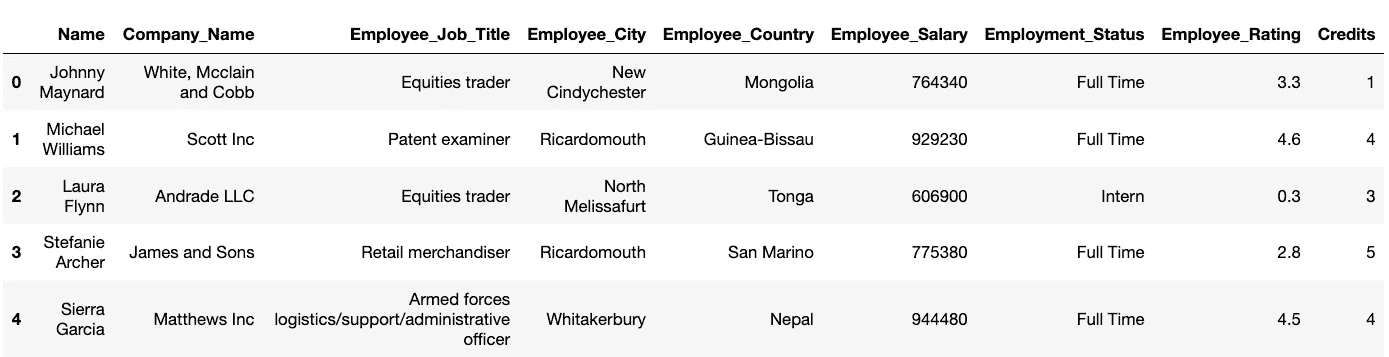 Name Company_Name Employee_Job_Title Employee_City Employee_Country Employee_Salary Employment_Status Employee_Rating Credits
0 Johnny Maynard White, Mcclain and Cobb Equities trader New Cindychester Mongolia 764340 Full Time 3.3 1
1 Michael Williams Scott Inc Patent examiner Ricardomouth Guinea-Bissau 929230 Full Time 4.6 4
2 Laura Flynn Andrade LLC Equities trader North Melissafurt Tonga 606900 Intern 0.3 3
3 Stefanie Archer James and Sons Retail merchandiser Ricardomouth San Marino 775380 Full Time 2.8 5
4 Sierra Garcia Matthews Inc Armed forces logistics/support/administrative officer Whitakerbury Nepal 944480 Full Time 4.5 4